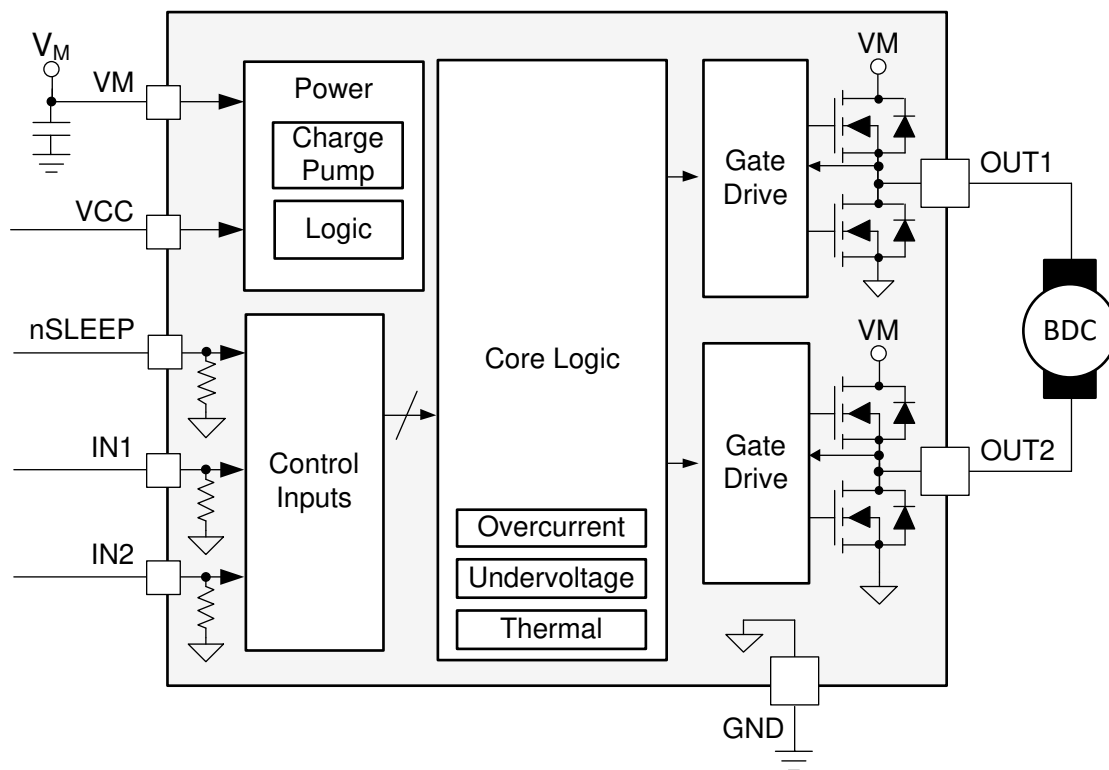 VM
VM
Power
Charge
Pump
Logic
VCC
nSLEEP
IN1
IN2
Control
Inputs
Core Logic
Overcurrent
Undervoltage
Thermal
VM
Gate
Drive
OUT1
BDC
VM
Gate
Drive
OUT2
GND